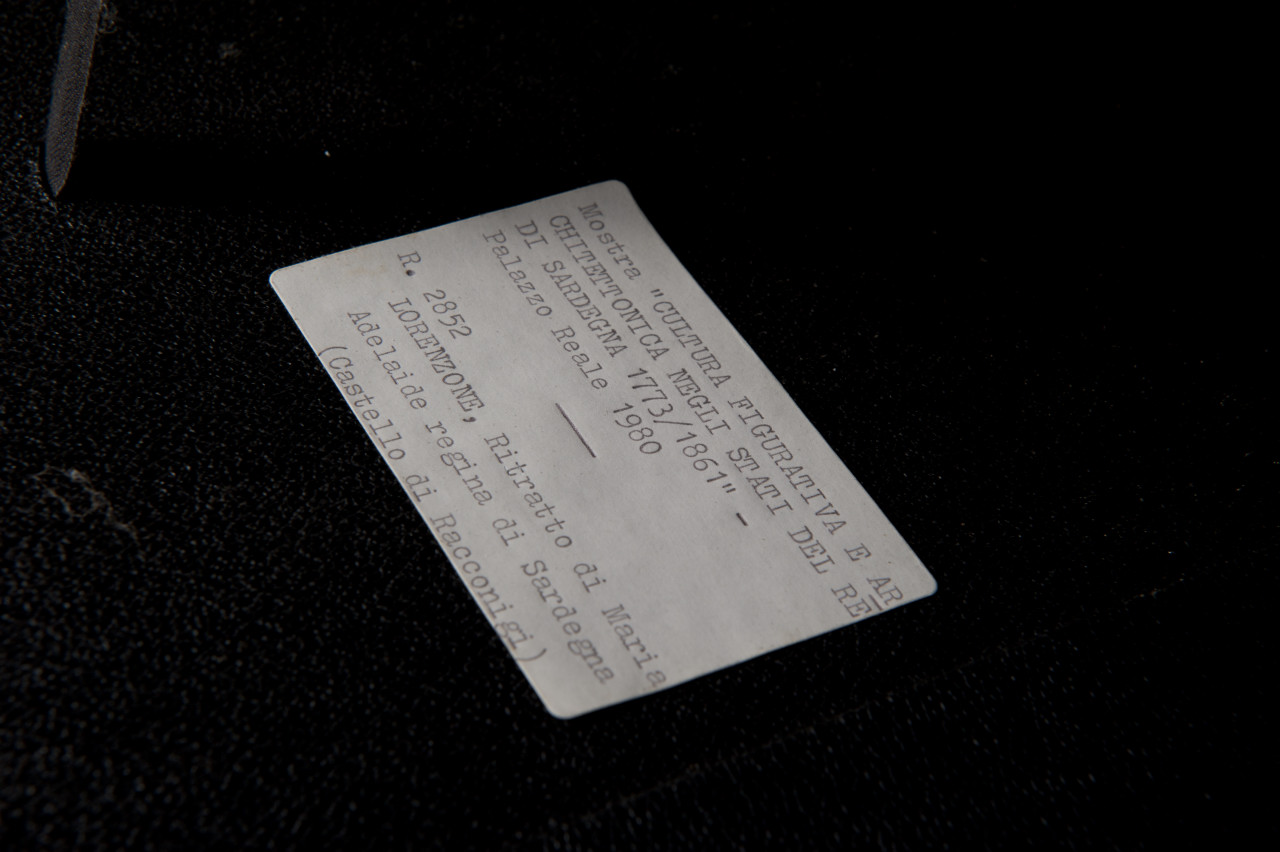 Mostra "CULTURA FIGURATIVA E AR
CHITETTONICA NEGLI STATI DEL RE
DI SARDEGNA 1773/1861" -
Palazzo Reale 1980
R. 2852
LORENZONE, Ritratto di Maria
Adelaide regina di Sardegna
(Castello di Racconigi)